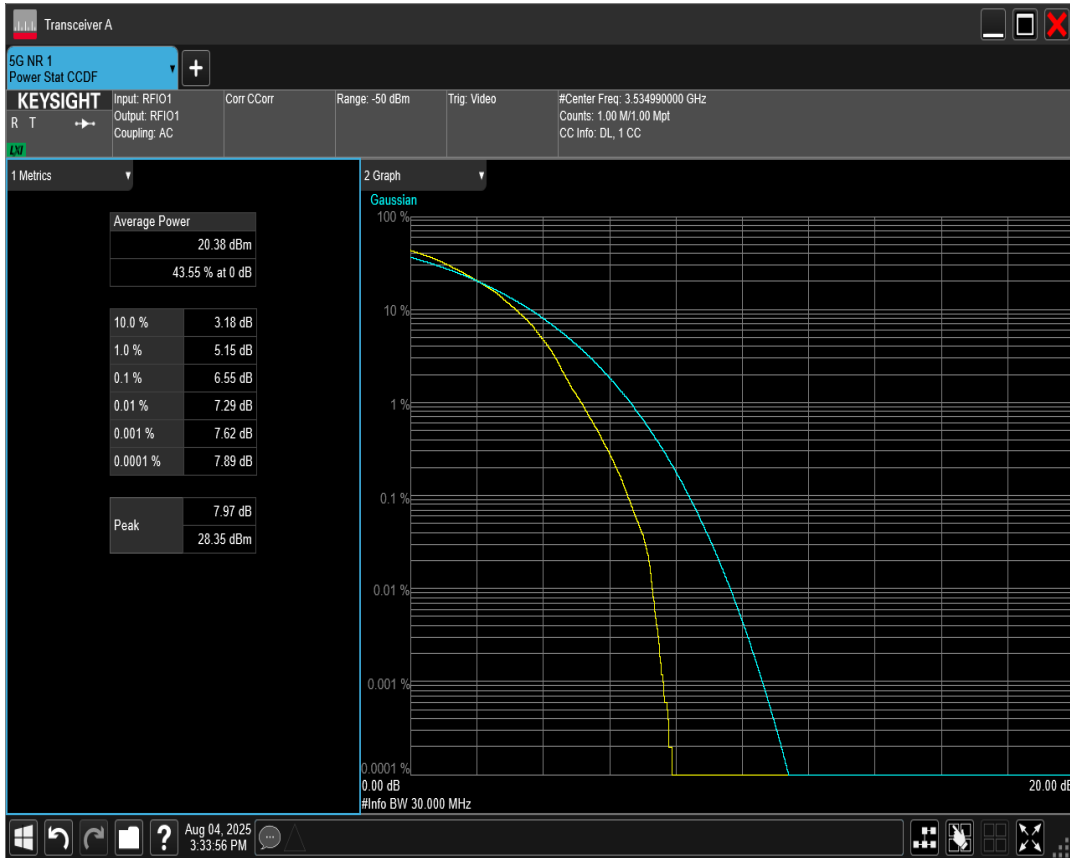 Transceiver A
5G NR 1
Power Stat CCDF
KEYSIGHT
R T
LXI
Input: RFIO1
Output: RFIO1
Coupling: AC
Corr CCorr
Range: -50 dBm
Trig: Video
#Center Freq: 3.534990000 GHz
Counts: 1.00 M/1.00 Mpt
CC Info: DL, 1 CC
1 Metrics
Average Power
20.38 dBm
43.55 % at 0 dB
10.0 % 3.18 dB
1.0 % 5.15 dB
0.1 % 6.55 dB
0.01 % 7.29 dB
0.001 % 7.62 dB
0.0001 % 7.89 dB
Peak
7.97 dB
28.35 dBm
2 Graph
Gaussian
100 %
10 %
1 %
0.1 %
0.01 %
0.001 %
0.0001 %
0.00 dB
20.00 dB
#Info BW 30.000 MHz
Aug 04, 2025
3:33:56 PM